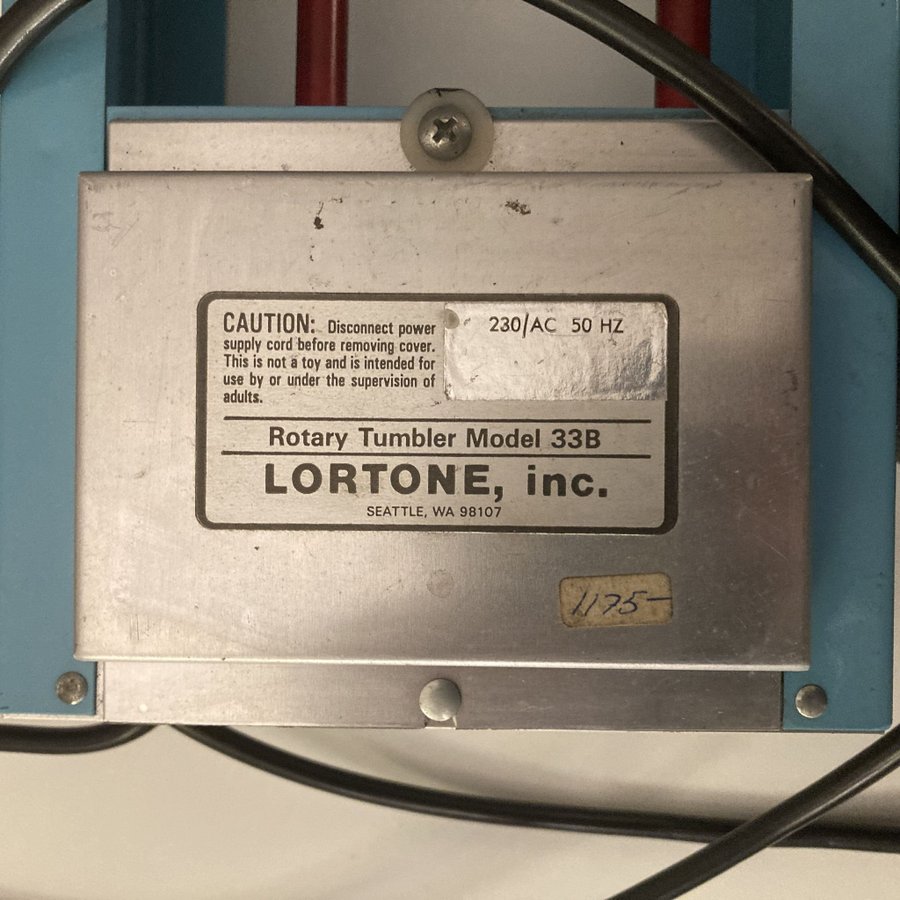 CAUTION: Disconnect power
supply cord before removing cover.
This is not a toy and is intended for
use by or under the supervision of
adults.
230/AC 50 HZ
Rotary Tumbler Model 33B
LORTONE, inc.
SEATTLE, WA 98107
1175-